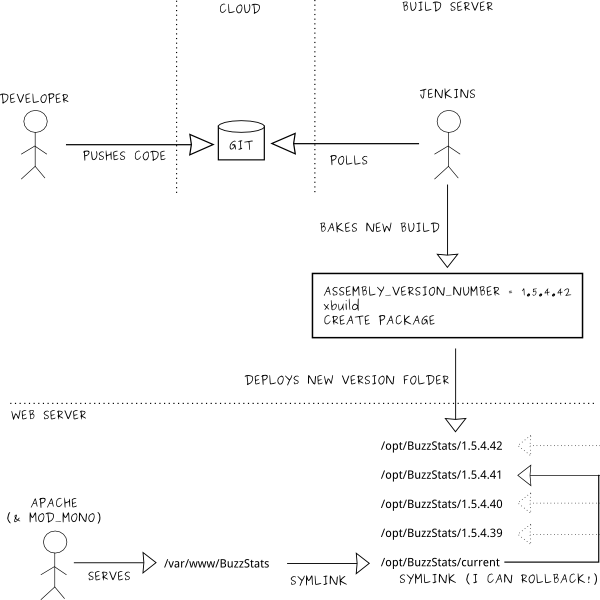 CLOUD
BUILD SERVER
DEVELOPER
JENKINS
GIT
PUSHES CODE
POLLS
BAKES NEW BUILD
ASSEMBLY_VERSION_NUMBER = 1.5.4.42
xbuild
CREATE PACKAGE
DEPLOYS NEW VERSION FOLDER
WEB SERVER
/opt/BuzzStats/1.5.4.42
/opt/BuzzStats/1.5.4.41
/opt/BuzzStats/1.5.4.40
/opt/BuzzStats/1.5.4.39
APACHE
(& MOD_MONO)
/var/www/BuzzStats
/opt/BuzzStats/current
SERVES
SYMLINK
SYMLINK (I CAN ROLLBACK!)